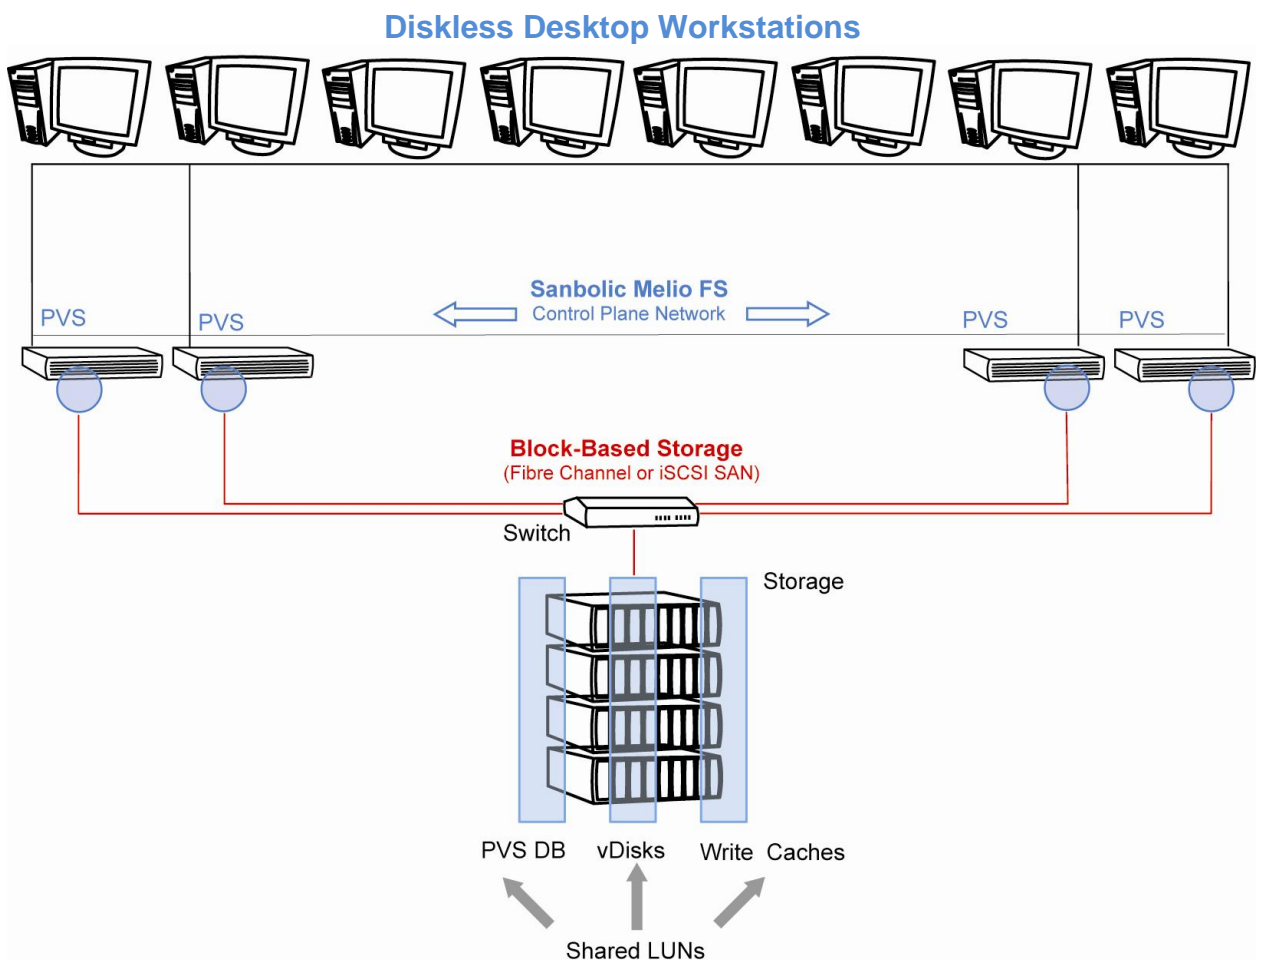 Diskless Desktop Workstations
Sanbolic Melio FS
Control Plane Network
PVS
PVS
PVS
PVS
Block-Based Storage
(Fibre Channel or iSCSI SAN)
Switch
Storage
PVS DB
vDisks
Write Caches
Shared LUNs